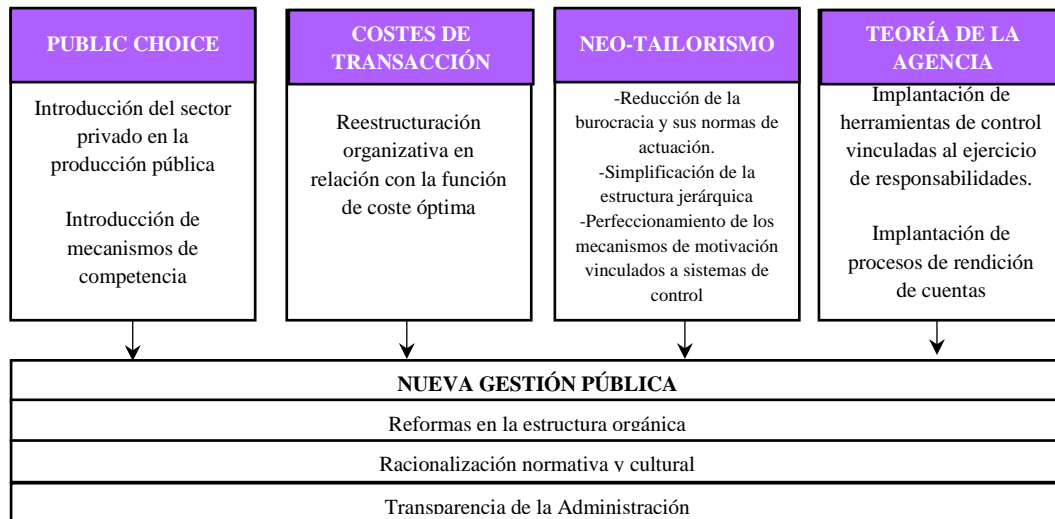 PUBLIC CHOICE
Introducción del sector
privado en la
producción pública
Introducción de
mecanismos de
competencia
COSTES DE
TRANSACCIÓN
Reestructuración
organizativa en
relación con la función
de coste óptima
NEO-TAILORISMO
-Reducción de la
burocracia y sus normas de
actuación.
-Simplificación de la
estructura jerárquica
-Perfeccionamiento de los
mecanismos de motivación
vinculados a sistemas de
control
TEORÍA DE LA
AGENCIA
Implantación de
herramientas de control
vinculadas al ejercicio
de responsabilidades.
Implantación de
procesos de rendición
de cuentas
NUEVA GESTIÓN PÚBLICA
Reformas en la estructura orgánica
Racionalización normativa y cultural
Transparencia de la Administración